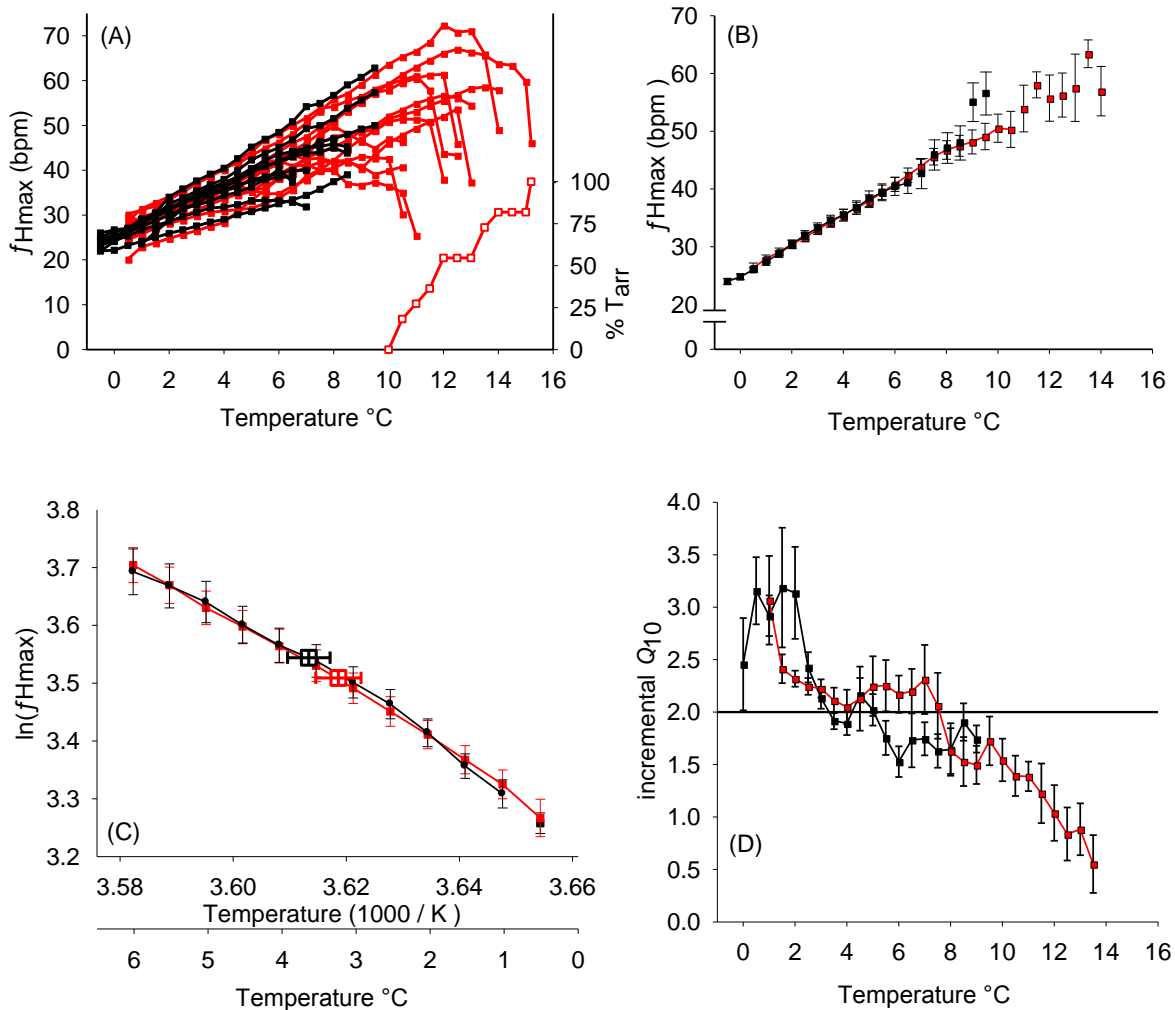 (A)
fHmax (bpm)
70
60
50
40
30
20
10
0
100
75
50
25
0
% Tarr
0 2 4 6 8 10 12 14 16
Temperature °C
(B)
fHmax (bpm)
70
60
50
40
30
20
0
0 2 4 6 8 10 12 14 16
Temperature °C
(C)
ln(fHmax)
3.8
3.7
3.6
3.5
3.4
3.3
3.2
3.58 3.60 3.62 3.64 3.66
Temperature (1000 / K )
6 5 4 3 2 1 0
Temperature °C
(D)
incremental Q10
4.0
3.5
3.0
2.5
2.0
1.5
1.0
0.5
0.0
0 2 4 6 8 10 12 14 16
Temperature °C